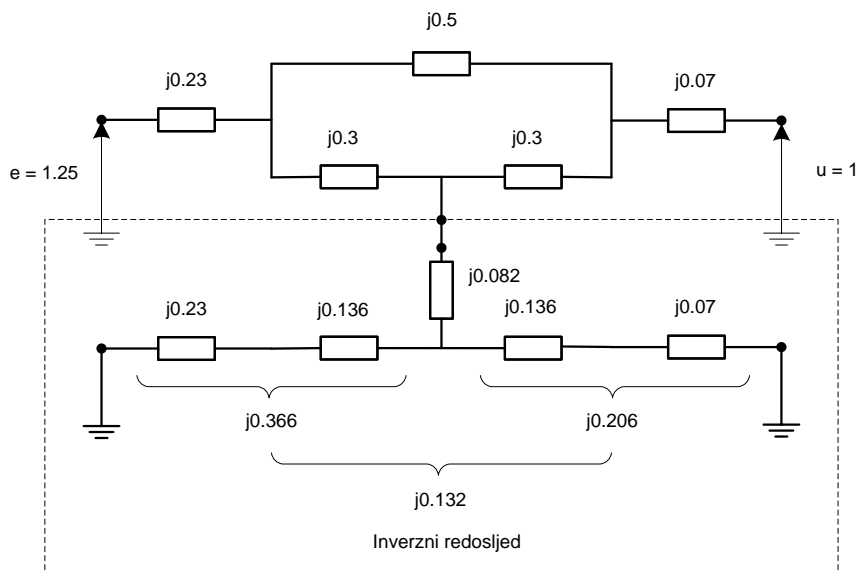 j0.5
j0.23
j0.07
j0.3
j0.3
e = 1.25
u = 1
j0.082
j0.23
j0.136
j0.136
j0.07
j0.366
j0.206
j0.132
Inverzni redosljed